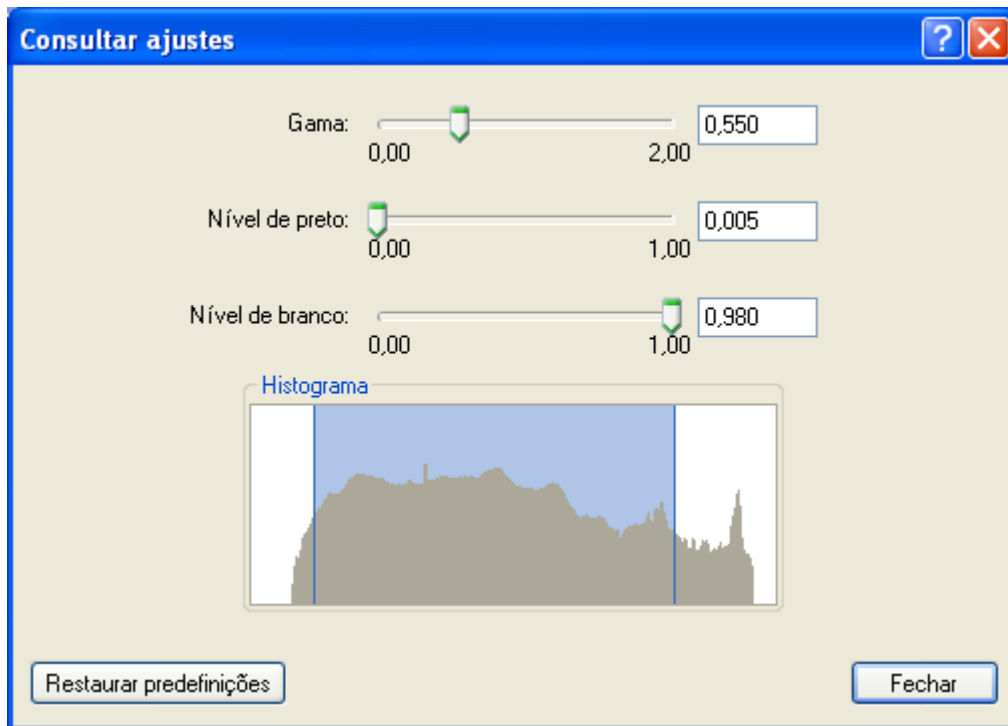 Consultar ajustes
Gama:
0,00
2,00
0,550
Nível de preto:
0,00
1,00
0,005
Nível de branco:
0,00
1,00
0,980
Histograma
Restaurar predefinições
Fechar